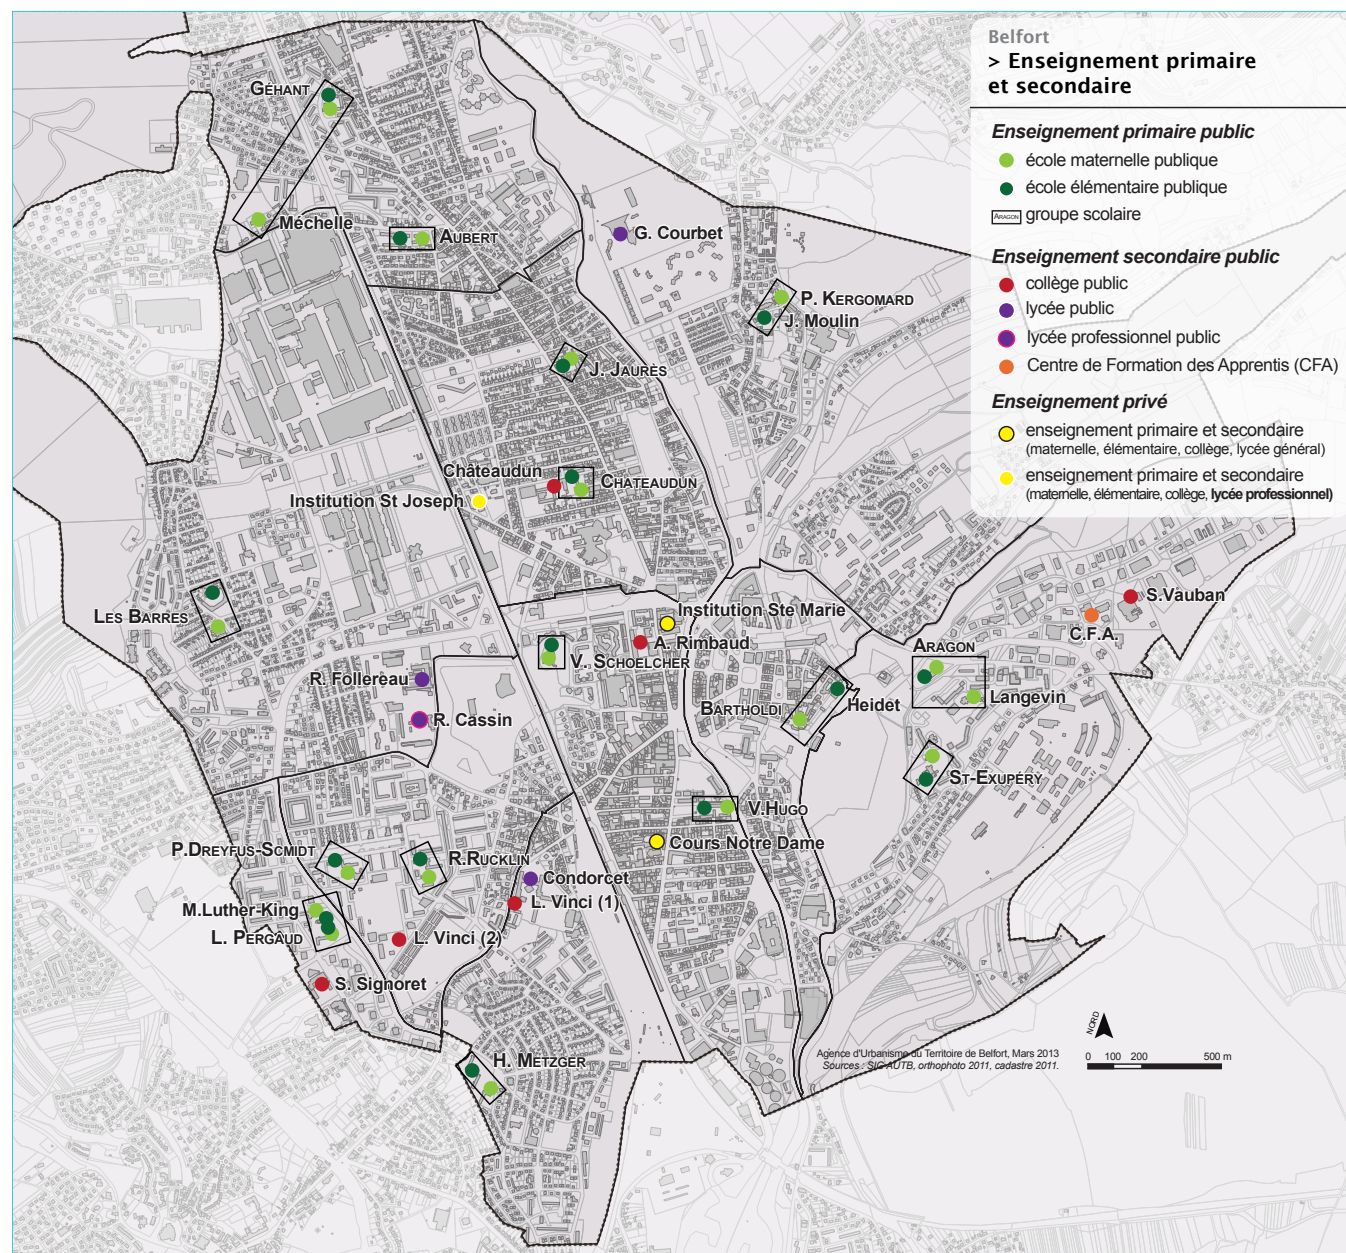 Belfort
> Enseignement primaire
et secondaire
Enseignement primaire public
école maternelle publique
école élémentaire publique
ARAGON groupe scolaire
Enseignement secondaire public
collège public
lycée public
lycée professionnel public
Centre de Formation des Apprentis (CFA)
Enseignement privé
enseignement primaire et secondaire
(maternelle, élémentaire, collège, lycée général)
enseignement primaire et secondaire
(maternelle, élémentaire, collège, lycée professionnel)
GÉHANT
Méchelle
AUBERT
G. Courbet
P. KERGOMARD
J. Moulin
J. JAURÈS
Châteaudun
CHATEAUDUN
Institution St Joseph
LES BARRES
Institution Ste Marie
A. Rimbaud
V. SCHOELCHER
S.Vauban
C.F.A.
ARAGON
Langevin
R. Follereau
R. Cassin
BARTHOLDI
Heidet
ST-EXUPÉRY
V.HUGO
Cours Notre Dame
P.DREYFUS-SCMIDT
R.RUCKLIN
Condorcet
L. Vinci (1)
M.Luther-King
L. PERGAUD
L. Vinci (2)
S. Signoret
H. METZGER
NORD
Agence d'Urbanisme du Territoire de Belfort, Mars 2013
Sources : SIG AUTB, orthophoto 2011, cadastre 2011.
0 100 200 500 m